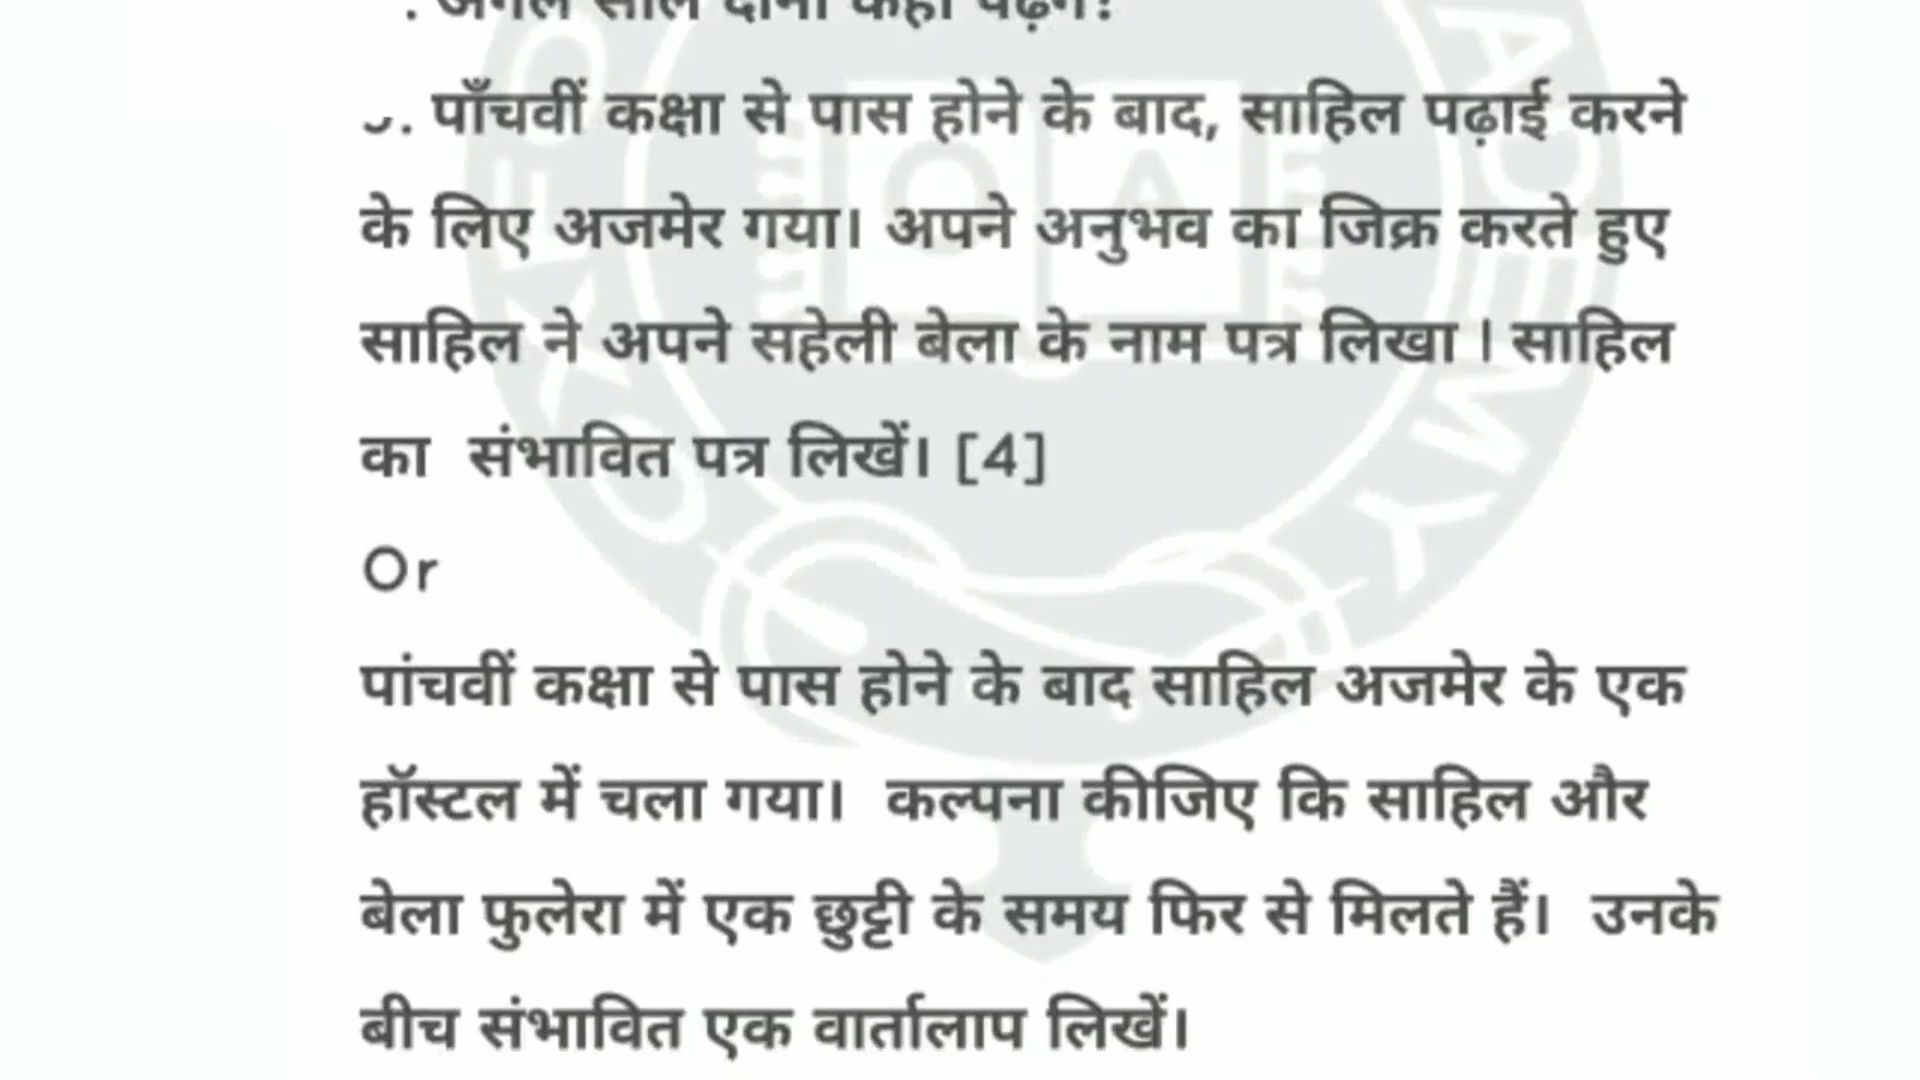 पाँचवीं कक्षा से पास होने के बाद, साहिल पढ़ाई करने
के लिए अजमेर गया। अपने अनुभव का जिक्र करते हुए
साहिल ने अपने सहेली बेला के नाम पत्र लिखा | साहिल
का संभावित पत्र लिखें। [4]
Or
पांचवीं कक्षा से पास होने के बाद साहिल अजमेर के एक
हॉस्टल में चला गया। कल्पना कीजिए कि साहिल और
बेला फुलेरा में एक छुट्टी के समय फिर से मिलते हैं। उनके
बीच संभावित एक वार्तालाप लिखें।